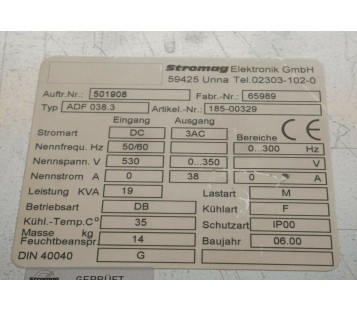 Stromag Elektronik GmbH
59425 Unna Tel.02303-102-0
Auftr.Nr.: 501908 Fabr.-Nr.: 65989
Typ ADF 038.3 Artikel.-Nr.: 185-00329
Eingang Ausgang
Stromart DC 3AC Bereiche CE
Nennfrequ. Hz 50/60 0...300 Hz
Nennspann. V 530 0...350 V
Nennstrom A 0 38 0 A
Leistung KVA 19 Lastart M
Betriebsart DB Kühlart F
Kühl.-Temp.C° 35 Schutzart IP00
Masse kg 14 Baujahr 06.00
Feuchtbeanspr.
DIN 40040 G
GEPRÜFT